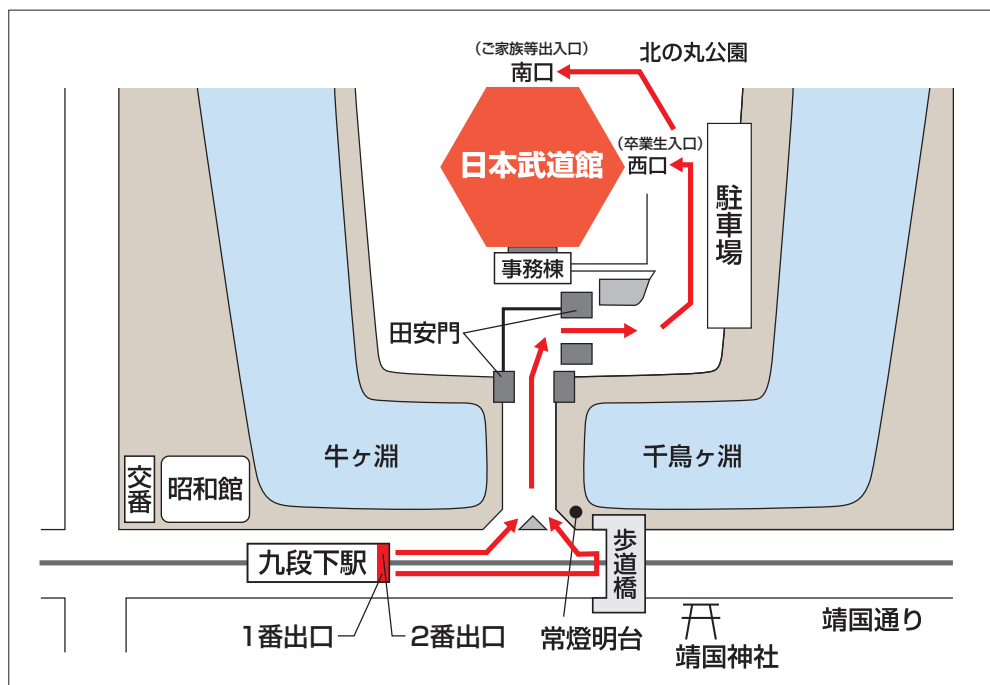 (ご家族等出入口)
南口
北の丸公園
(卒業生入口)
西口
日本武道館
駐車場
事務棟
田安門
牛ヶ淵
千鳥ヶ淵
交番
昭和館
九段下駅
歩道橋
1番出口
2番出口
常燈明台
靖国神社
靖国通り